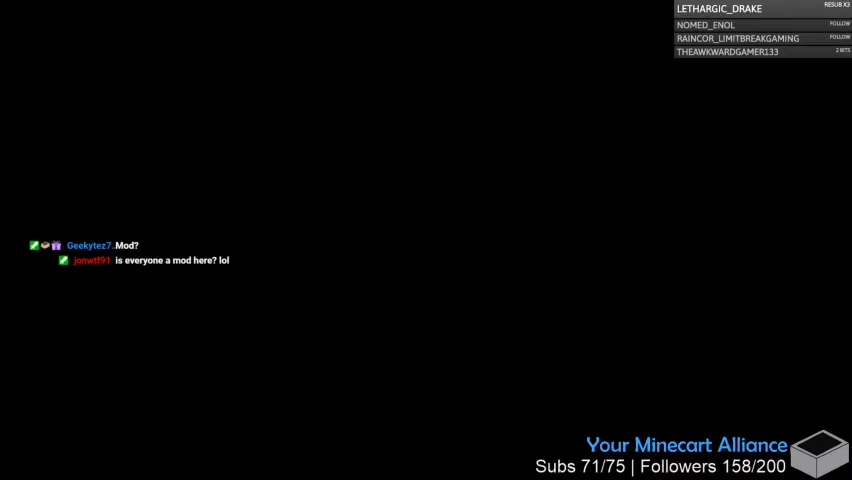 LETHARGIC_DRAKE RESUB X3
NOMED_ENOL FOLLOW
RAINCOR_LIMITBREAKGAMING FOLLOW
THEAWKWARDGAMER133 2 BITS
Geekytez7 Mod?
jonwtf91 is everyone a mod here? lol
Your Minecart Alliance
Subs 71/75 | Followers 158/200